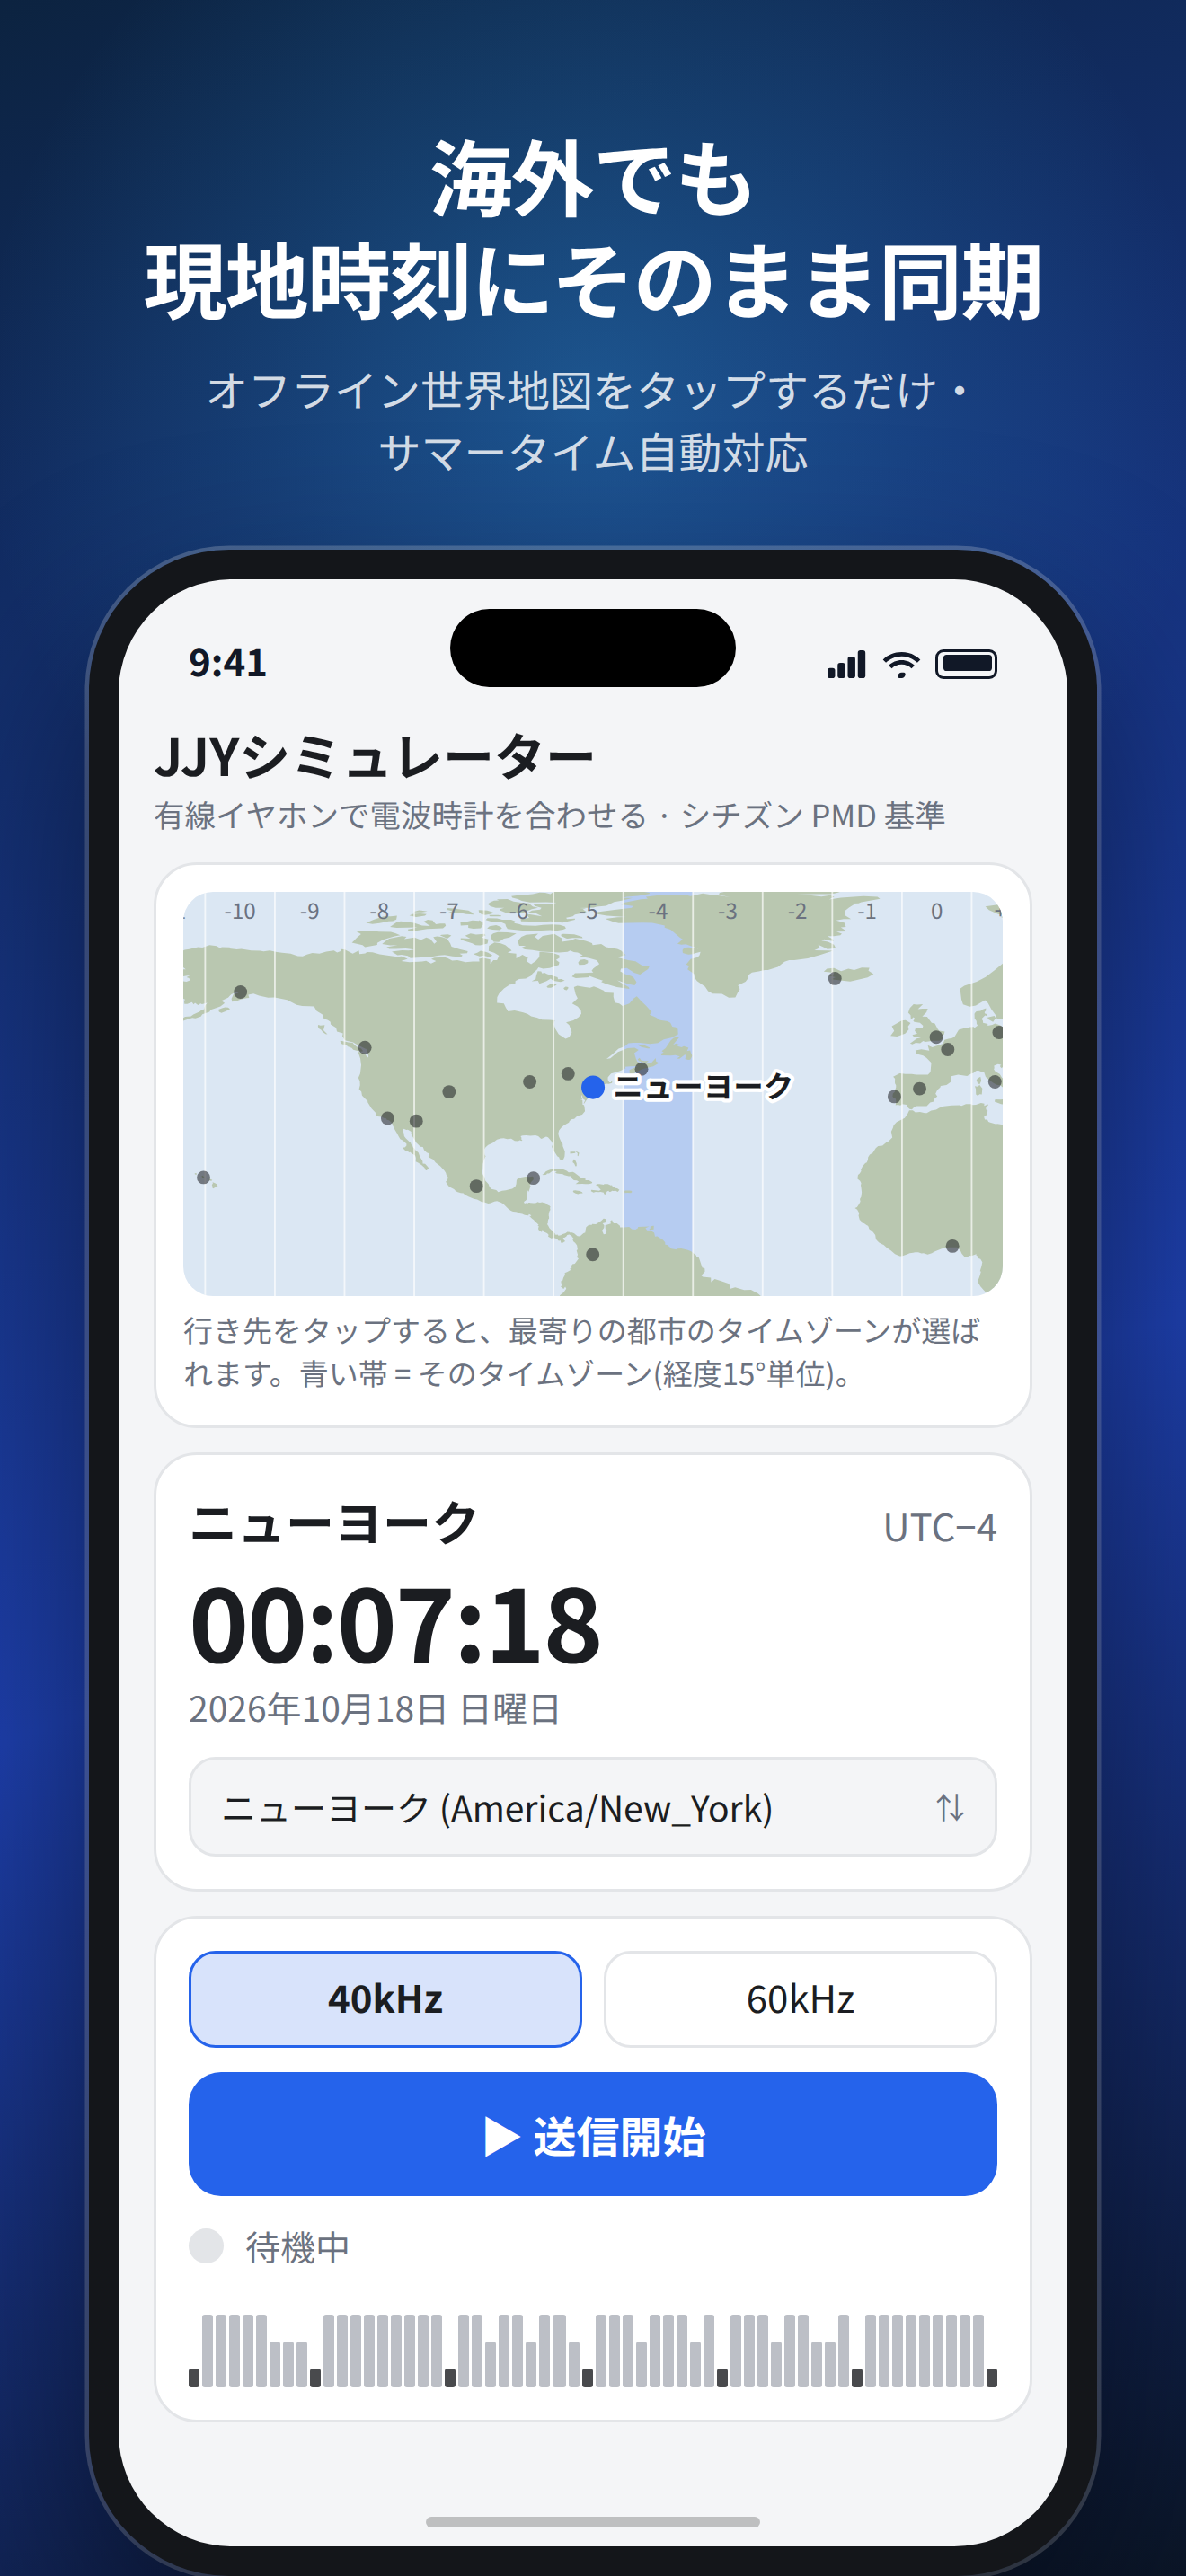 海外でも
現地時刻にそのまま同期
オフライン世界地図をタップするだけ・
サマータイム自動対応
9:41
JJYシミュレーター
有線イヤホンで電波時計を合わせる · シチズン PMD 基準
-10 -9 -8 -7 -6 -5 -4 -3 -2 -1 0
ニューヨーク
行き先をタップすると、最寄りの都市のタイムゾーンが選ば
れます。青い帯 = そのタイムゾーン(経度15°単位)。
ニューヨーク UTC−4
00:07:18
2026年10月18日 日曜日
ニューヨーク (America/New_York) ⇅
40kHz 60kHz
▶ 送信開始
待機中